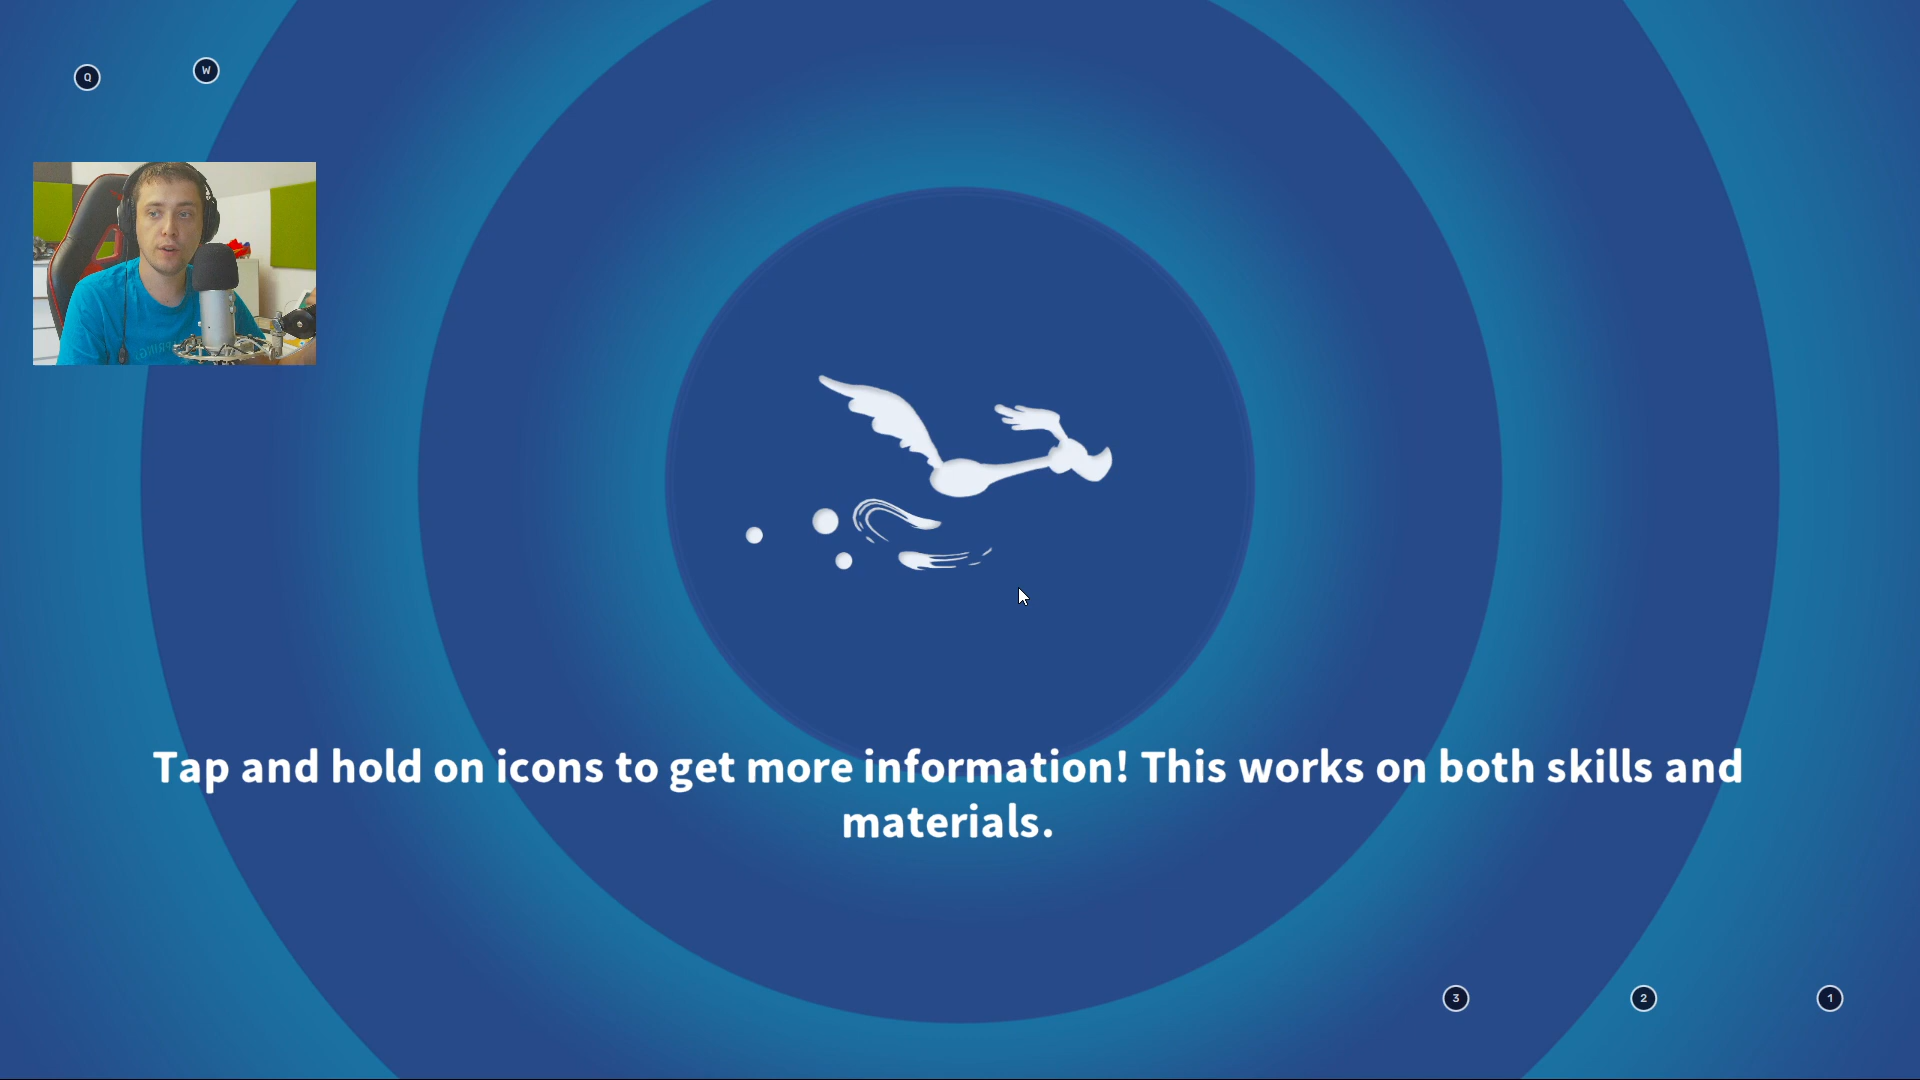 Q
W
Tap and hold on icons to get more information! This works on both skills and
materials.
3
2
1